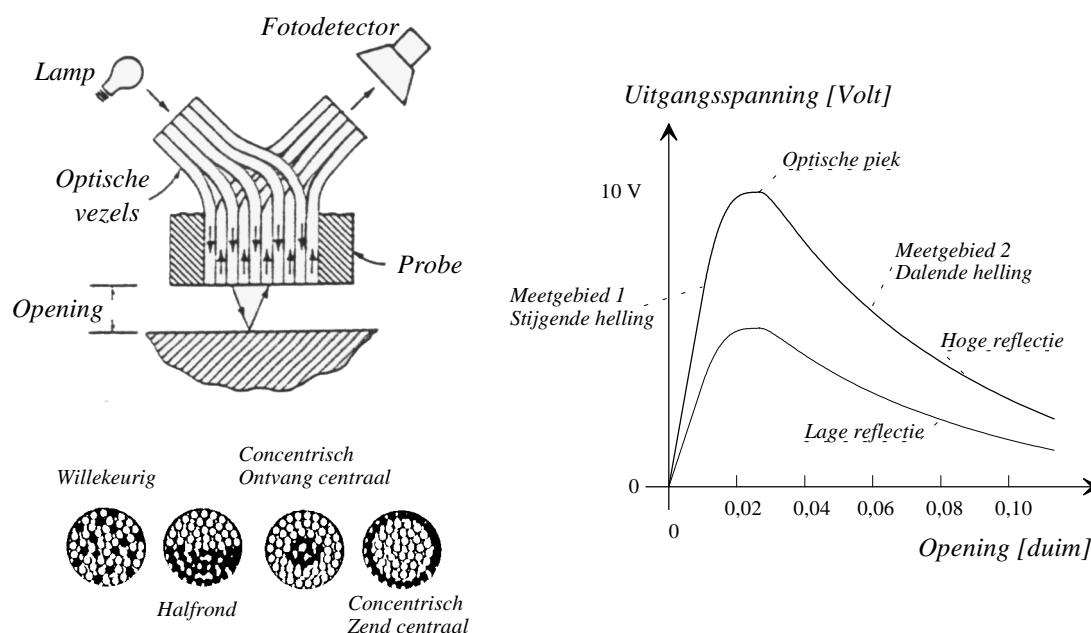 Fotodetector
Lamp
Optische
vezels
Probe
Opening
Willekeurig
Concentrisch
Ontvang centraal
Halfrond
Concentrisch
Zend centraal
Uitgangsspanning [Volt]
10 V
Optische piek
Meetgebied 2
Dalende helling
Meetgebied 1
Stijgende helling
Hoge reflectie
Lage reflectie
0
0,02
0,04
0,06
0,08
0,10
0
Opening [duim]